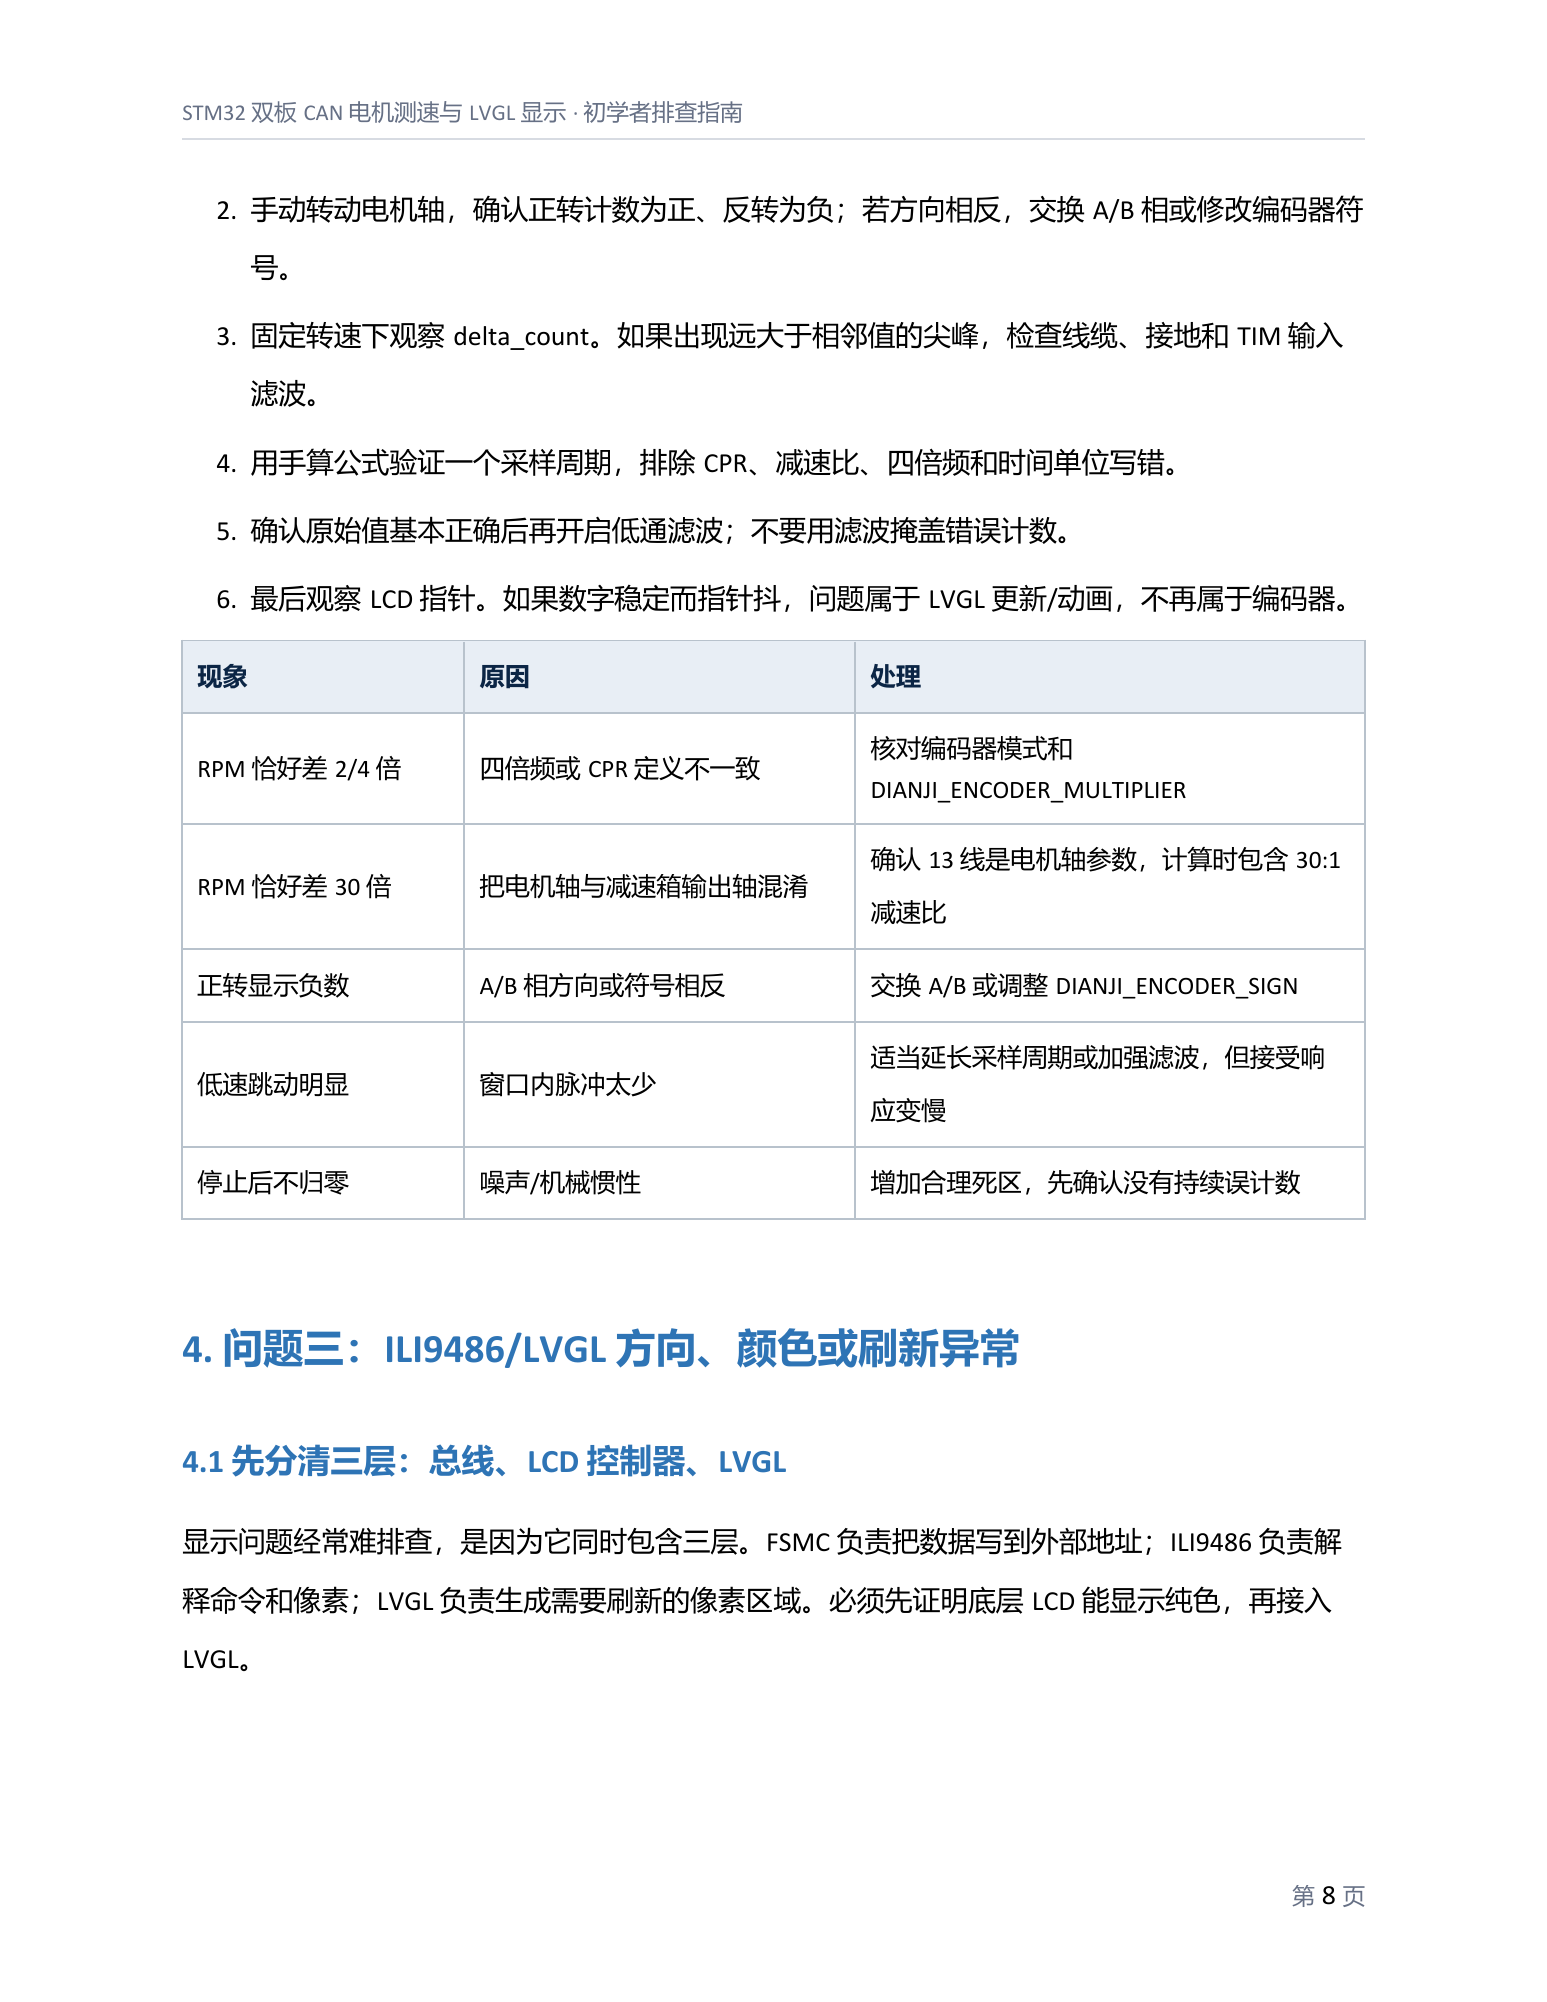 STM32 双板 CAN 电机测速与 LVGL 显示 · 初学者排查指南
2. 手动转动电机轴，确认正转计数为正、反转为负；若方向相反，交换 A/B 相或修改编码器符
号。
3. 固定转速下观察 delta_count。如果出现远大于相邻值的尖峰，检查线缆、接地和 TIM 输入
滤波。
4. 用手算公式验证一个采样周期，排除 CPR、减速比、四倍频和时间单位写错。
5. 确认原始值基本正确后再开启低通滤波；不要用滤波掩盖错误计数。
6. 最后观察 LCD 指针。如果数字稳定而指针抖，问题属于 LVGL 更新/动画，不再属于编码器。
现象 原因 处理
RPM 恰好差 2/4 倍 四倍频或 CPR 定义不一致 核对编码器模式和
DIANJI_ENCODER_MULTIPLIER
RPM 恰好差 30 倍 把电机轴与减速箱输出轴混淆 确认 13 线是电机轴参数，计算时包含 30:1
减速比
正转显示负数 A/B 相方向或符号相反 交换 A/B 或调整 DIANJI_ENCODER_SIGN
低速跳动明显 窗口内脉冲太少 适当延长采样周期或加强滤波，但接受响
应变慢
停止后不归零 噪声/机械惯性 增加合理死区，先确认没有持续误计数
4. 问题三：ILI9486/LVGL 方向、颜色或刷新异常
4.1 先分清三层：总线、LCD 控制器、LVGL
显示问题经常难排查，是因为它同时包含三层。FSMC 负责把数据写到外部地址；ILI9486 负责解
释命令和像素；LVGL 负责生成需要刷新的像素区域。必须先证明底层 LCD 能显示纯色，再接入
LVGL。
第 8 页